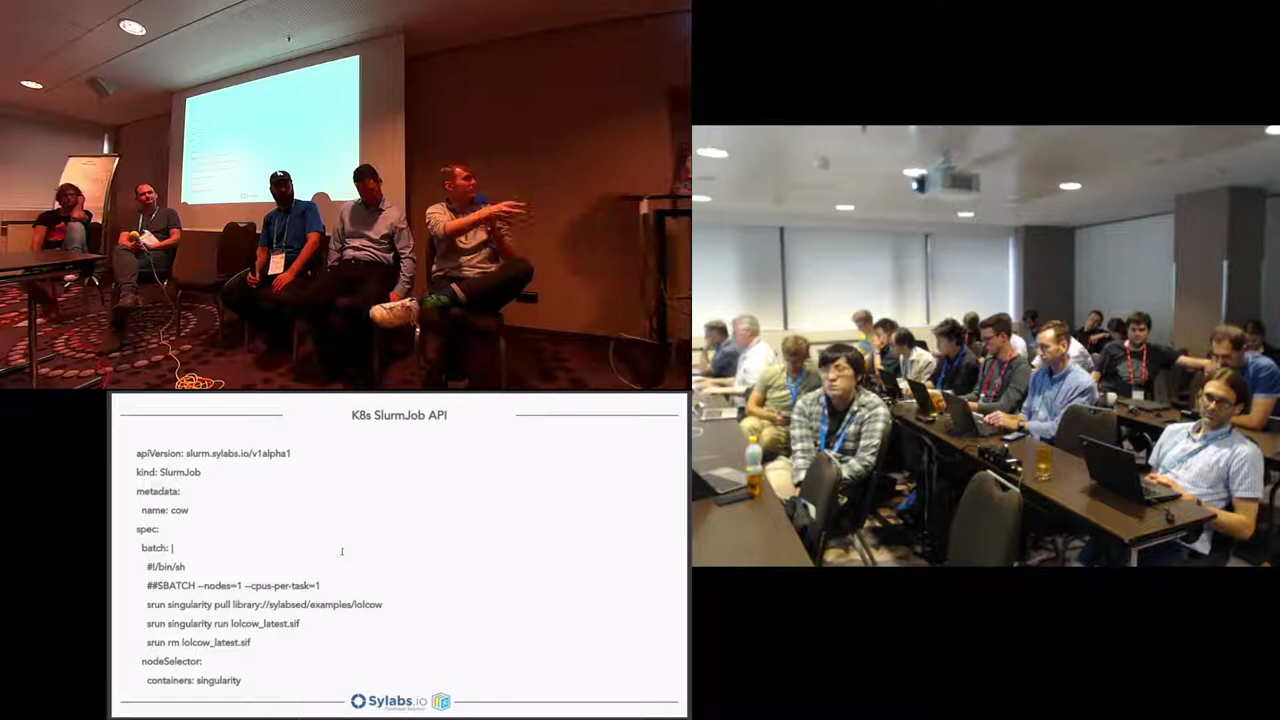 K8s SlurmJob API
apiVersion: slurm.sylabs.io/v1alpha1
kind: SlurmJob
metadata:
name: cow
spec:
batch: |
#!/bin/sh
##SBATCH --nodes=1 --cpus-per-task=1
srun singularity pull library://sylabsed/examples/lolcow
srun singularity run lolcow_latest.sif
srun rm lolcow_latest.sif
nodeSelector:
containers: singularity
Sylabs.io